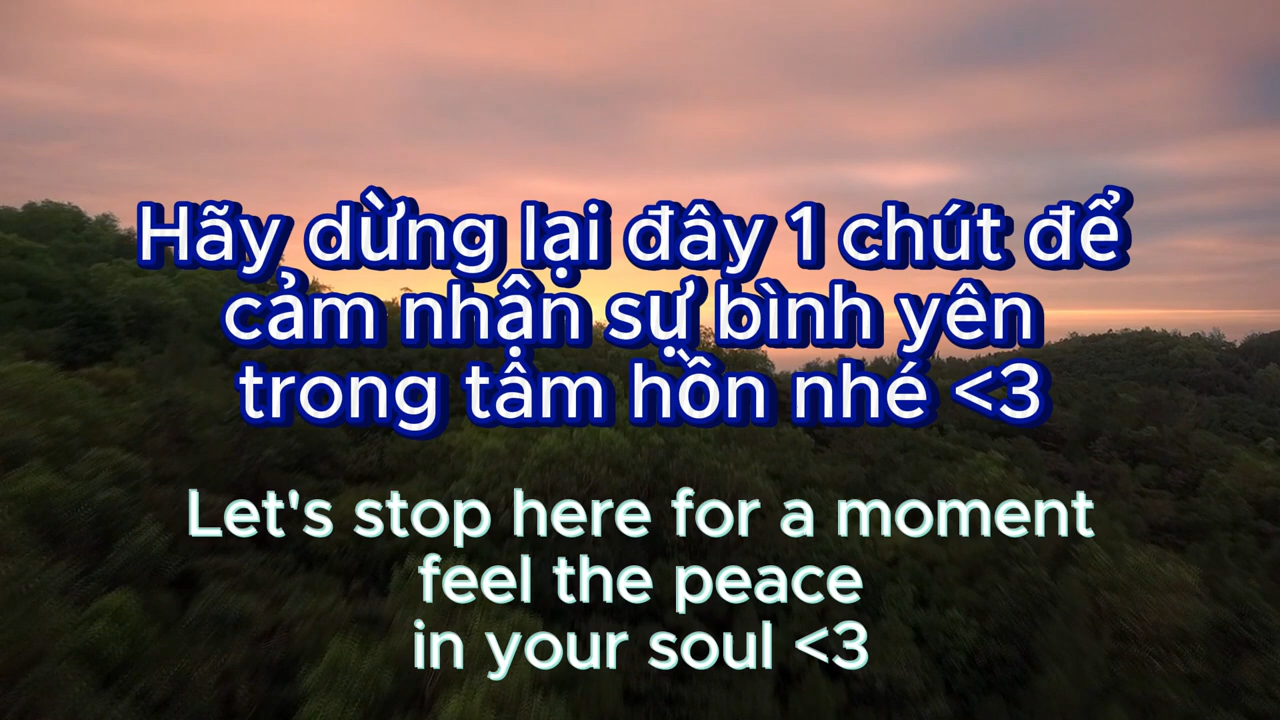 Hãy dừng lại đây 1 chút để
cảm nhận sự bình yên
trong tâm hồn nhé <3
Let's stop here for a moment
feel the peace
in your soul <3